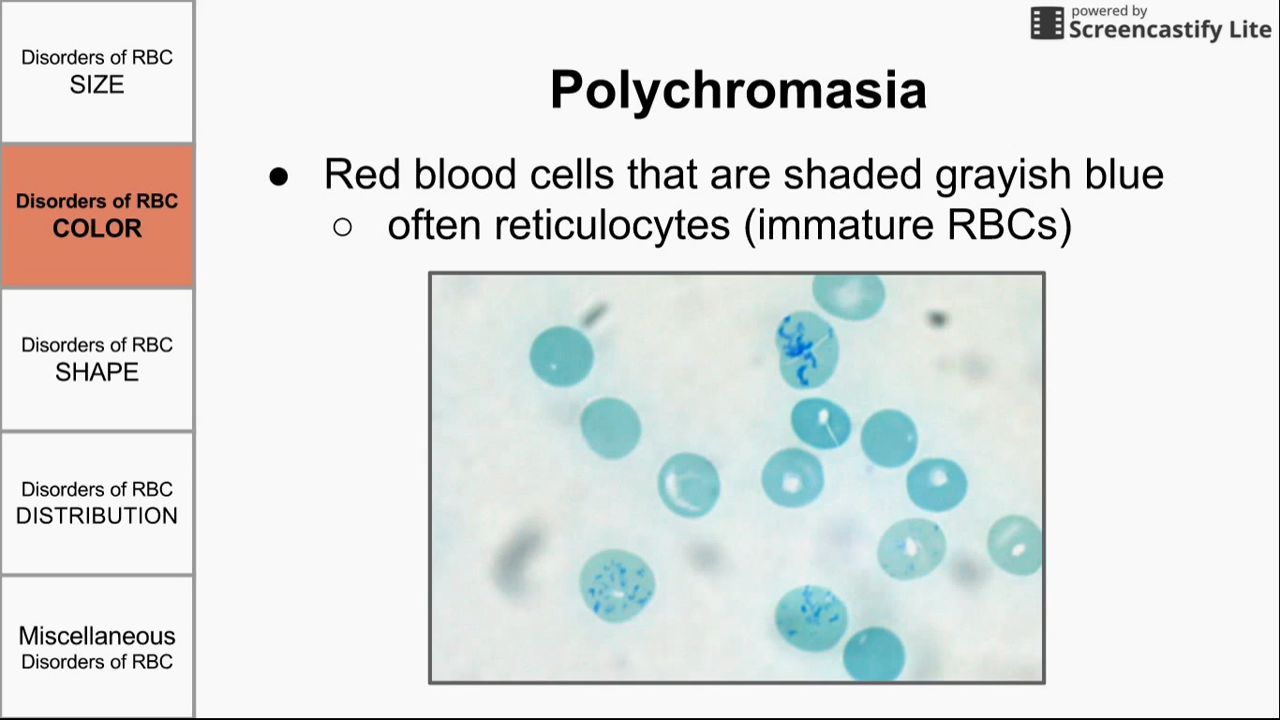 powered by
Screencastify Lite
Disorders of RBC
SIZE
Disorders of RBC
COLOR
Disorders of RBC
SHAPE
Disorders of RBC
DISTRIBUTION
Miscellaneous
Disorders of RBC
Polychromasia
● Red blood cells that are shaded grayish blue
○ often reticulocytes (immature RBCs)